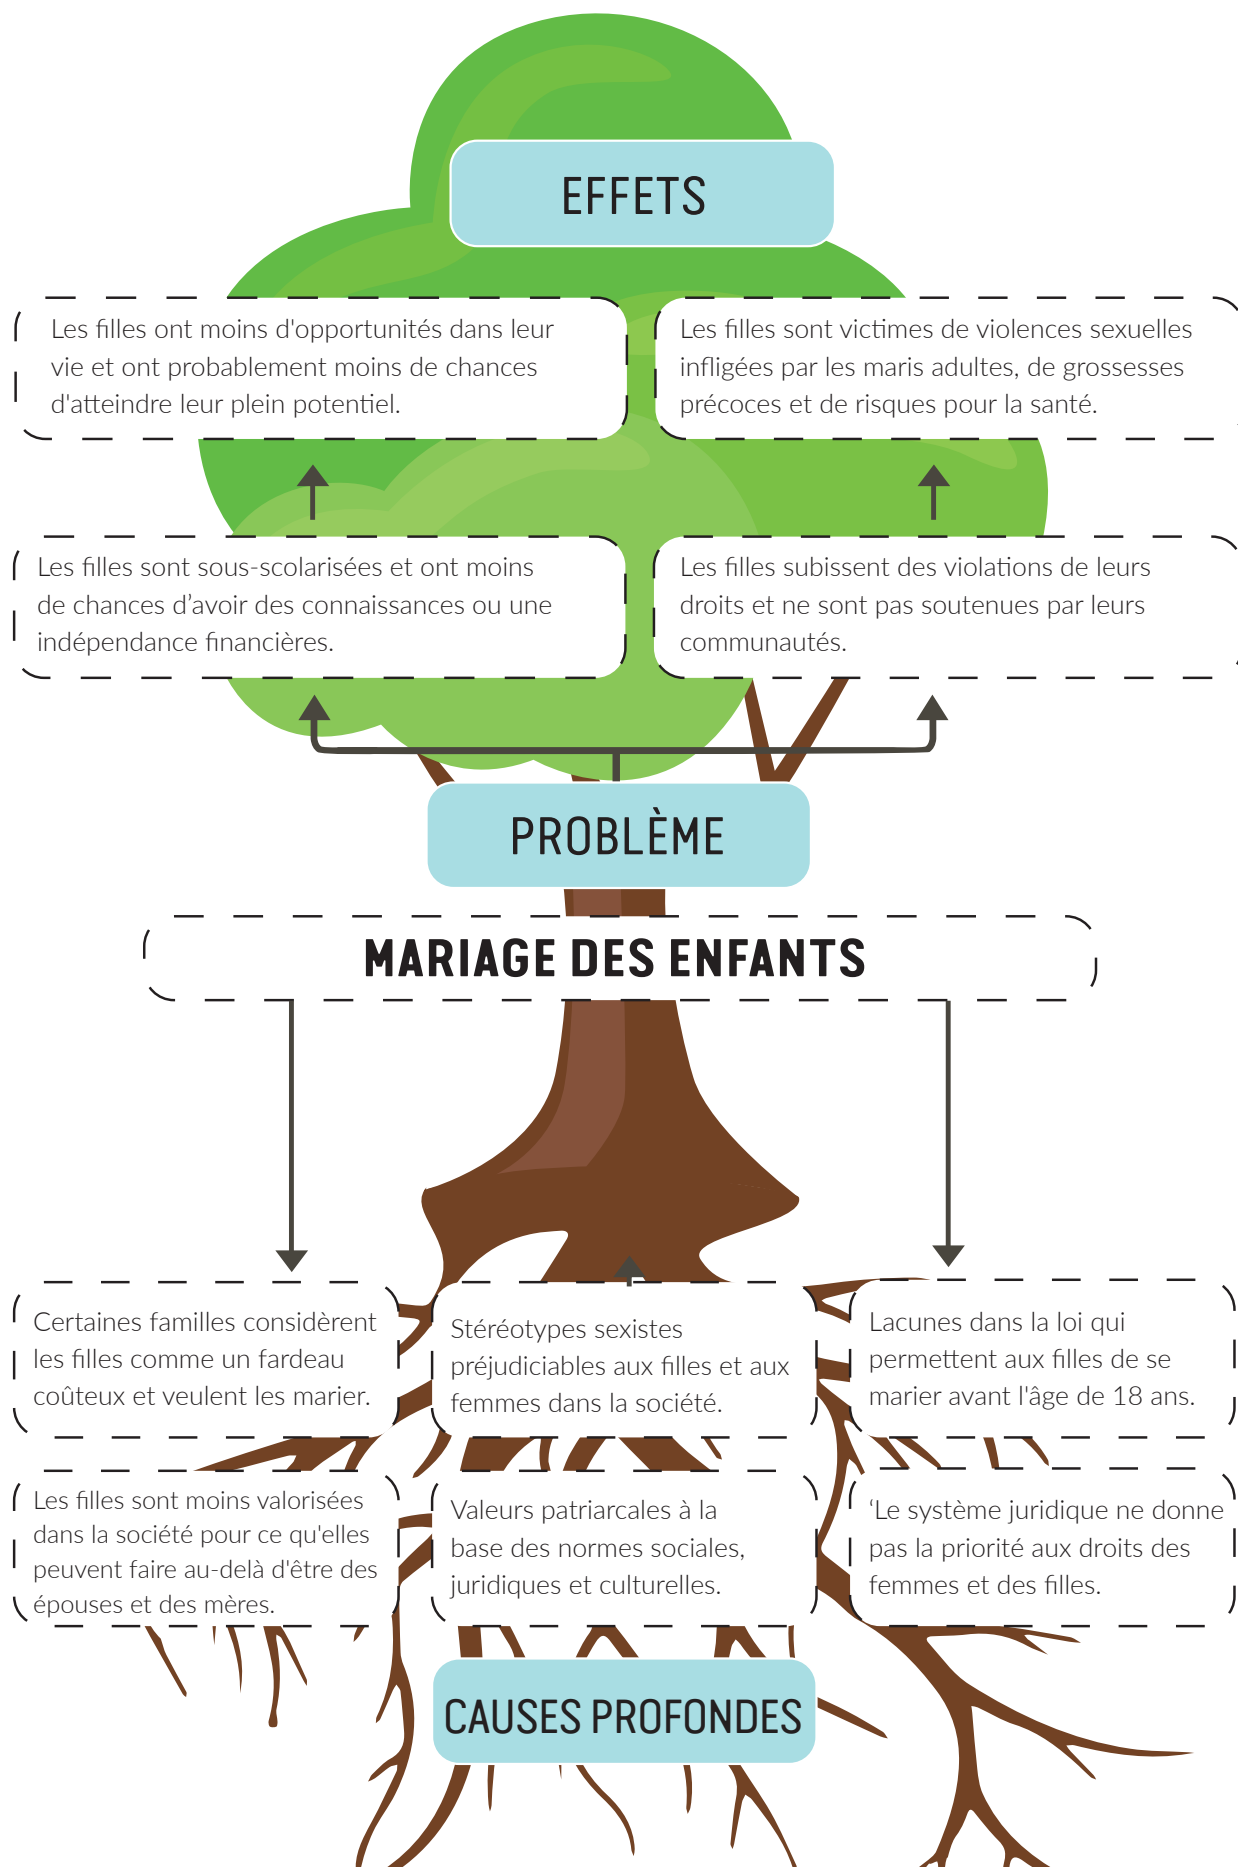 EFFETS
Les filles ont moins d'opportunités dans leur
vie et ont probablement moins de chances
d'atteindre leur plein potentiel.
Les filles sont victimes de violences sexuelles
infligées par les maris adultes, de grossesses
précoces et de risques pour la santé.
Les filles sont sous-scolarisées et ont moins
de chances d’avoir des connaissances ou une
indépendance financières.
Les filles subissent des violations de leurs
droits et ne sont pas soutenues par leurs
communautés.
PROBLÈME
MARIAGE DES ENFANTS
Certaines familles considèrent
les filles comme un fardeau
coûteux et veulent les marier.
Stéréotypes sexistes
préjudiciables aux filles et aux
femmes dans la société.
Lacunes dans la loi qui
permettent aux filles de se
marier avant l'âge de 18 ans.
Les filles sont moins valorisées
dans la société pour ce qu'elles
peuvent faire au-delà d'être des
épouses et des mères.
Valeurs patriarcales à la
base des normes sociales,
juridiques et culturelles.
‘Le système juridique ne donne
pas la priorité aux droits des
femmes et des filles.
CAUSES PROFONDES